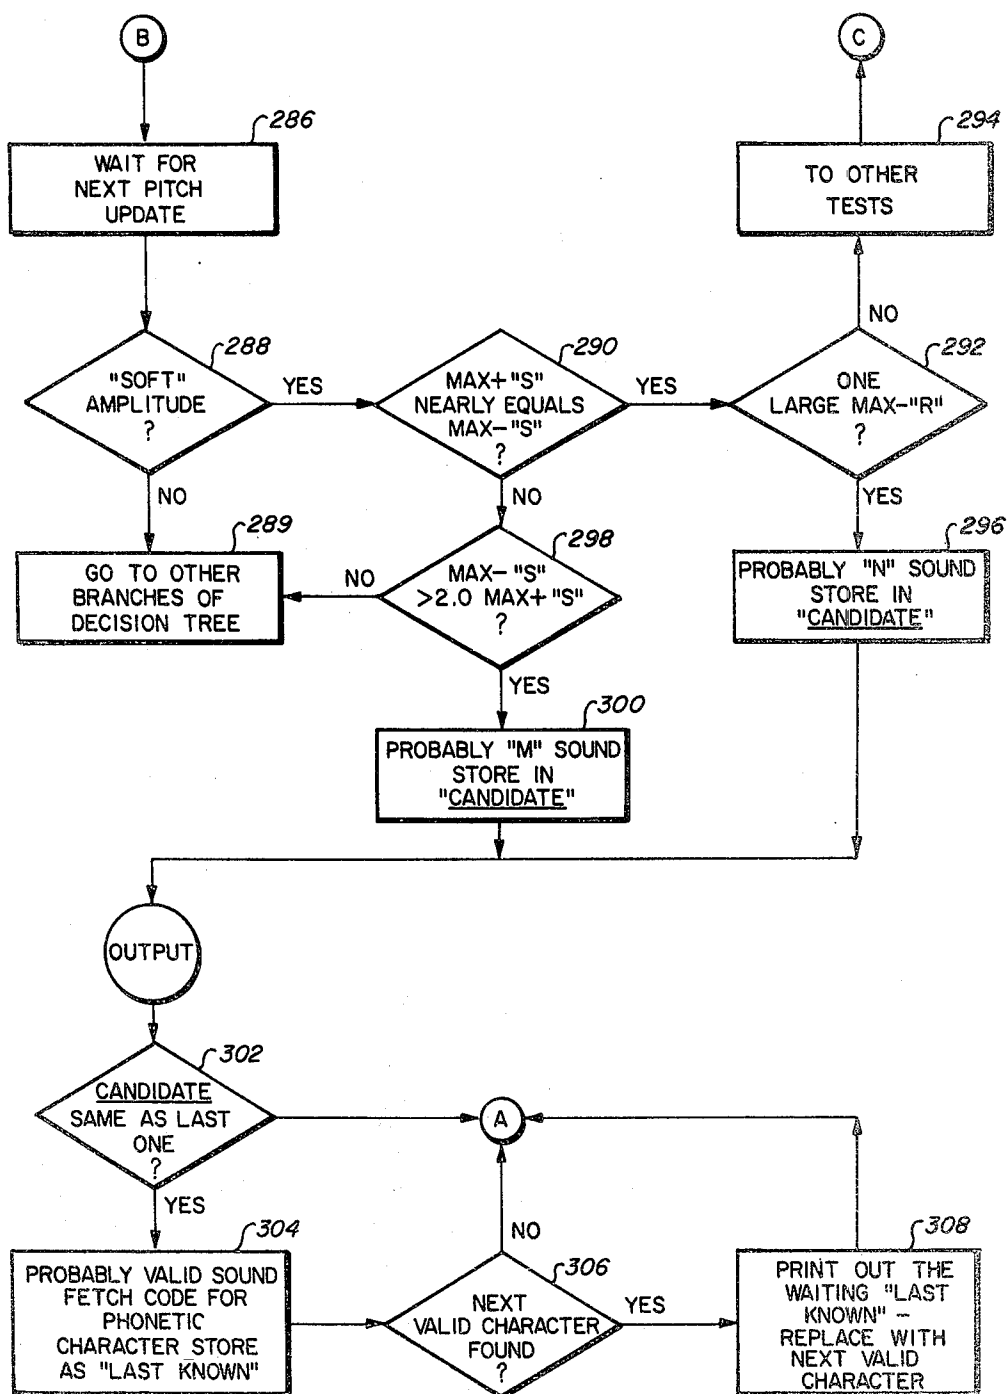 B
C
286
WAIT FOR
NEXT PITCH
UPDATE
294
TO OTHER
TESTS
NO
288
"SOFT"
AMPLITUDE
?
YES
290
MAX+"S"
NEARLY EQUALS
MAX-"S"
?
YES
292
ONE
LARGE MAX-"R"
?
NO
NO
YES
289
GO TO OTHER
BRANCHES OF
DECISION TREE
NO
298
MAX-"S"
>2.0 MAX+"S"
?
296
PROBABLY "N" SOUND
STORE IN
"CANDIDATE"
YES
300
PROBABLY "M" SOUND
STORE IN
"CANDIDATE"
OUTPUT
302
CANDIDATE
SAME AS LAST
ONE
?
A
YES
NO
304
PROBABLY VALID SOUND
FETCH CODE FOR
PHONETIC
CHARACTER STORE
AS "LAST KNOWN"
306
NEXT
VALID CHARACTER
FOUND
?
YES
308
PRINT OUT THE
WAITING "LAST
KNOWN" –
REPLACE WITH
NEXT VALID
CHARACTER